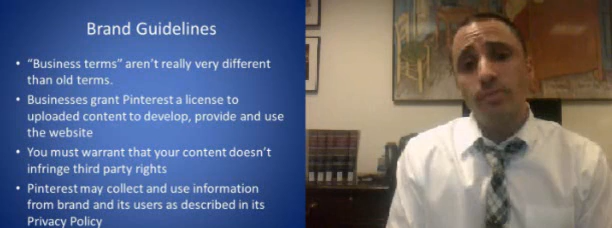 Brand Guidelines
• “Business terms” aren’t really very different
than old terms.
• Businesses grant Pinterest a license to
uploaded content to develop, provide and use
the website
• You must warrant that your content doesn’t
infringe third party rights
• Pinterest may collect and use information
from brand and its users as described in its
Privacy Policy